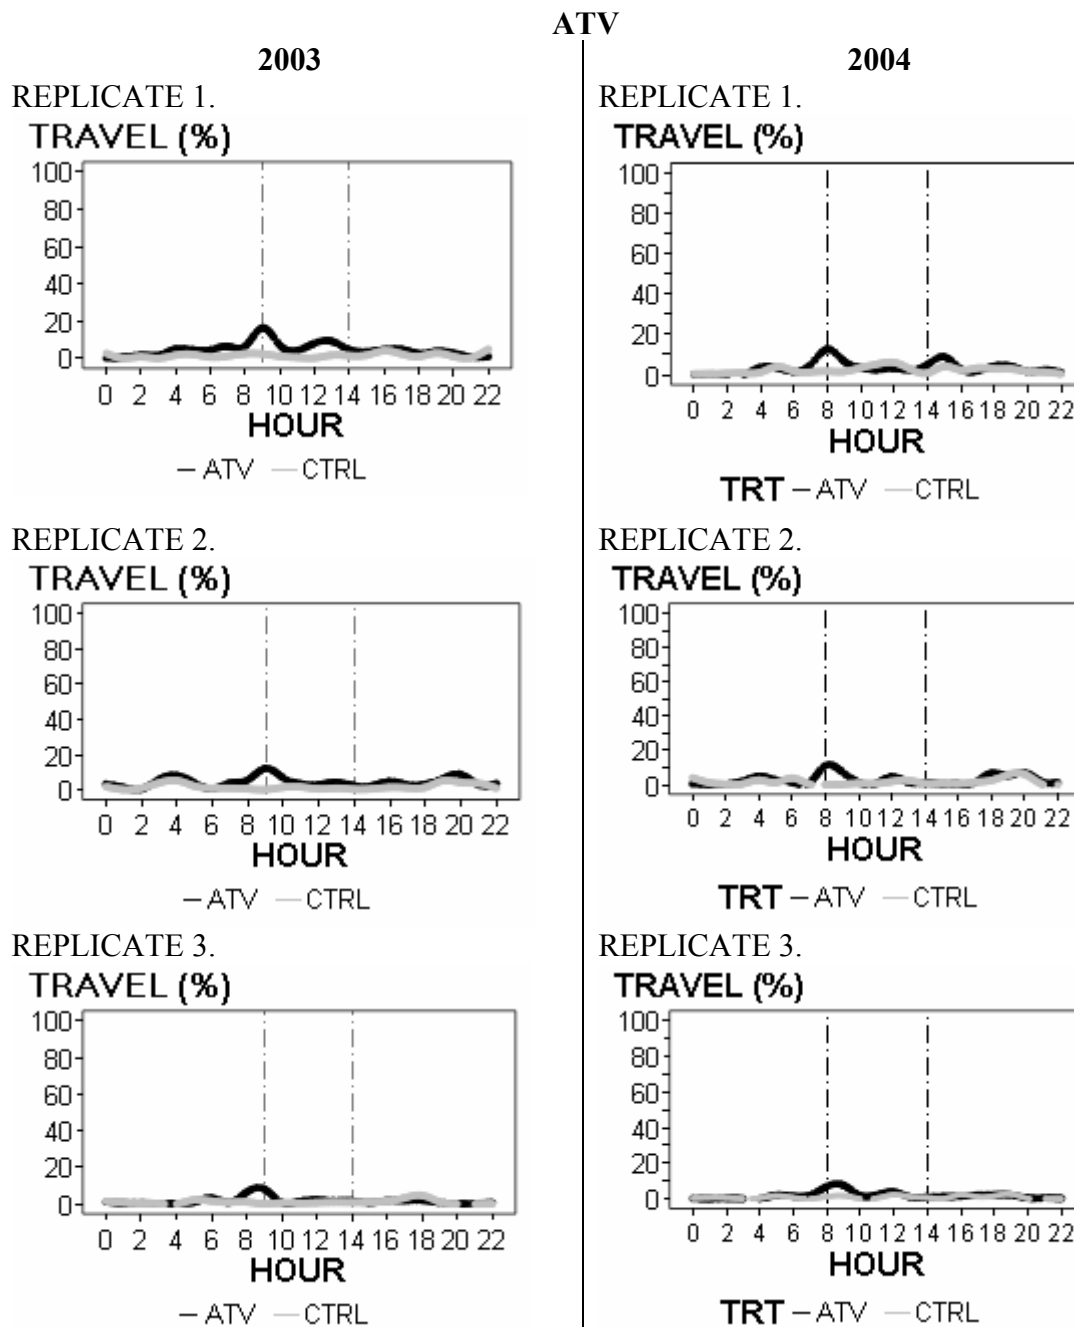 ATV
2003
REPLICATE 1.
TRAVEL (%)
100
80
60
40
20
0
0 2 4 6 8 10 12 14 16 18 20 22
HOUR
ATV CTRL
REPLICATE 2.
TRAVEL (%)
100
80
60
40
20
0
0 2 4 6 8 10 12 14 16 18 20 22
HOUR
ATV CTRL
REPLICATE 3.
TRAVEL (%)
100
80
60
40
20
0
0 2 4 6 8 10 12 14 16 18 20 22
HOUR
ATV CTRL
2004
REPLICATE 1.
TRAVEL (%)
100
80
60
40
20
0
0 2 4 6 8 10 12 14 16 18 20 22
HOUR
TRT ATV CTRL
REPLICATE 2.
TRAVEL (%)
100
80
60
40
20
0
0 2 4 6 8 10 12 14 16 18 20 22
HOUR
TRT ATV CTRL
REPLICATE 3.
TRAVEL (%)
100
80
60
40
20
0
0 2 4 6 8 10 12 14 16 18 20 22
HOUR
TRT ATV CTRL